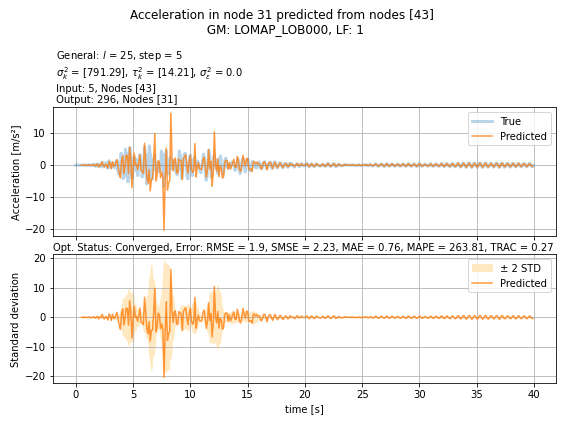 Acceleration in node 31 predicted from nodes [43]
GM: LOMAP_LOB000, LF: 1
General: l = 25, step = 5
σ²ₖ = [791.29], τ²ₖ = [14.21], σ²ε = 0.0
Input: 5, Nodes [43]
Output: 296, Nodes [31]
Acceleration [m/s²]
10
0
−10
−20
True
Predicted
Opt. Status: Converged, Error: RMSE = 1.9, SMSE = 2.23, MAE = 0.76, MAPE = 263.81, TRAC = 0.27
Standard deviation
20
10
0
−10
−20
± 2 STD
Predicted
0 5 10 15 20 25 30 35 40
time [s]